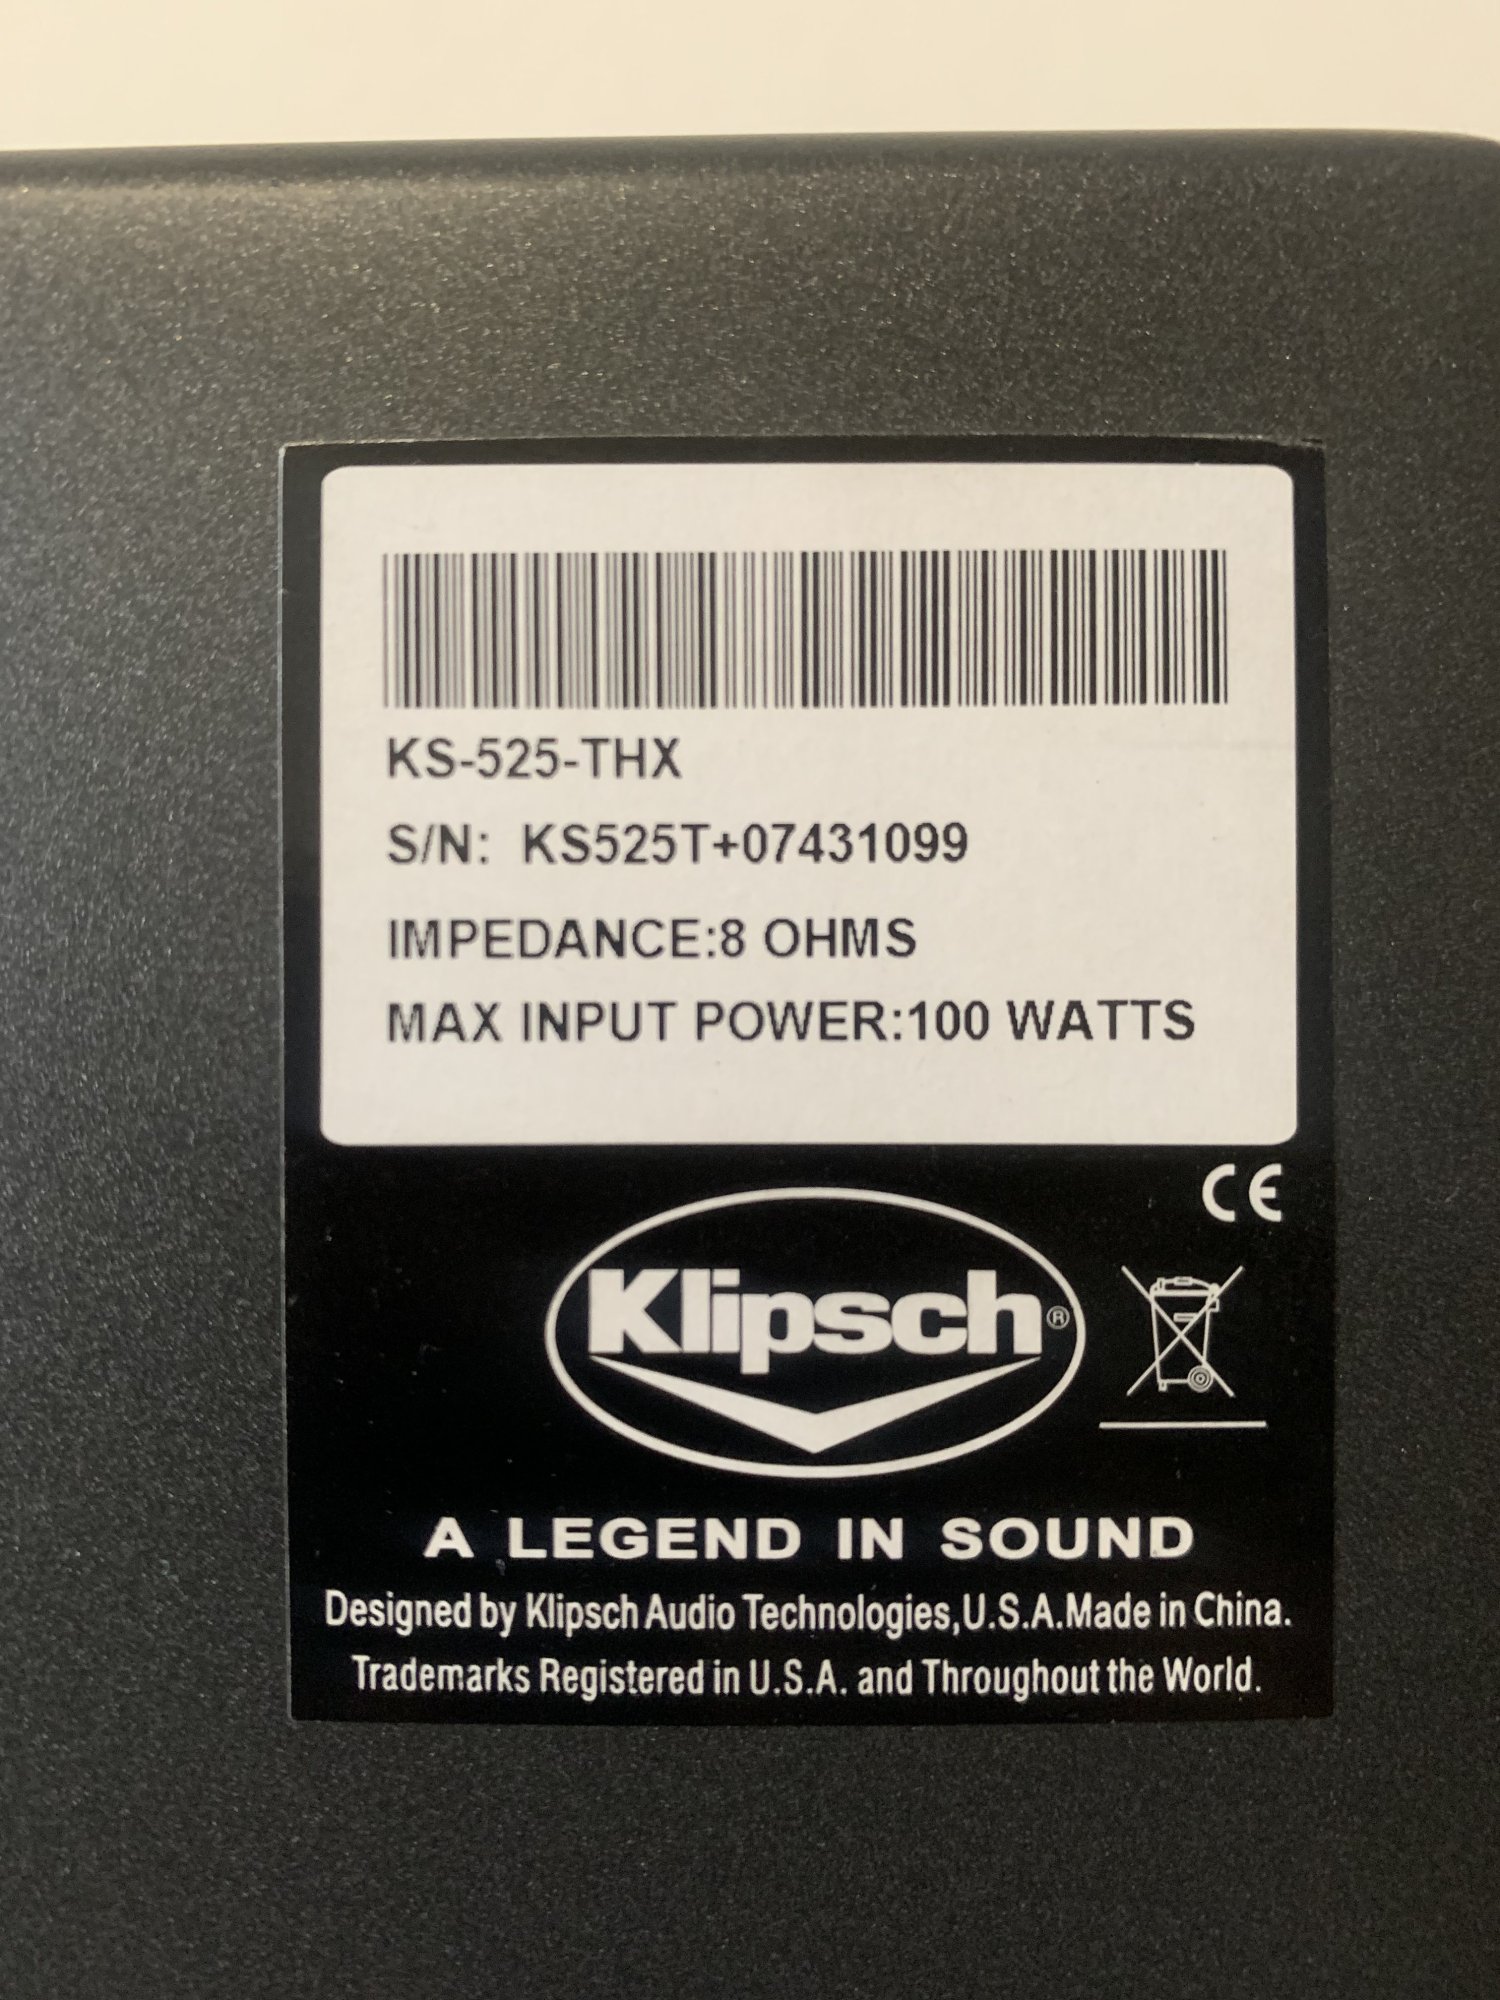 KS-525-THX
S/N: KS525T+07431099
IMPEDANCE:8 OHMS
MAX INPUT POWER:100 WATTS
CE
Klipsch®
A LEGEND IN SOUND
Designed by Klipsch Audio Technologies,U.S.A.Made in China.
Trademarks Registered in U.S.A. and Throughout the World.